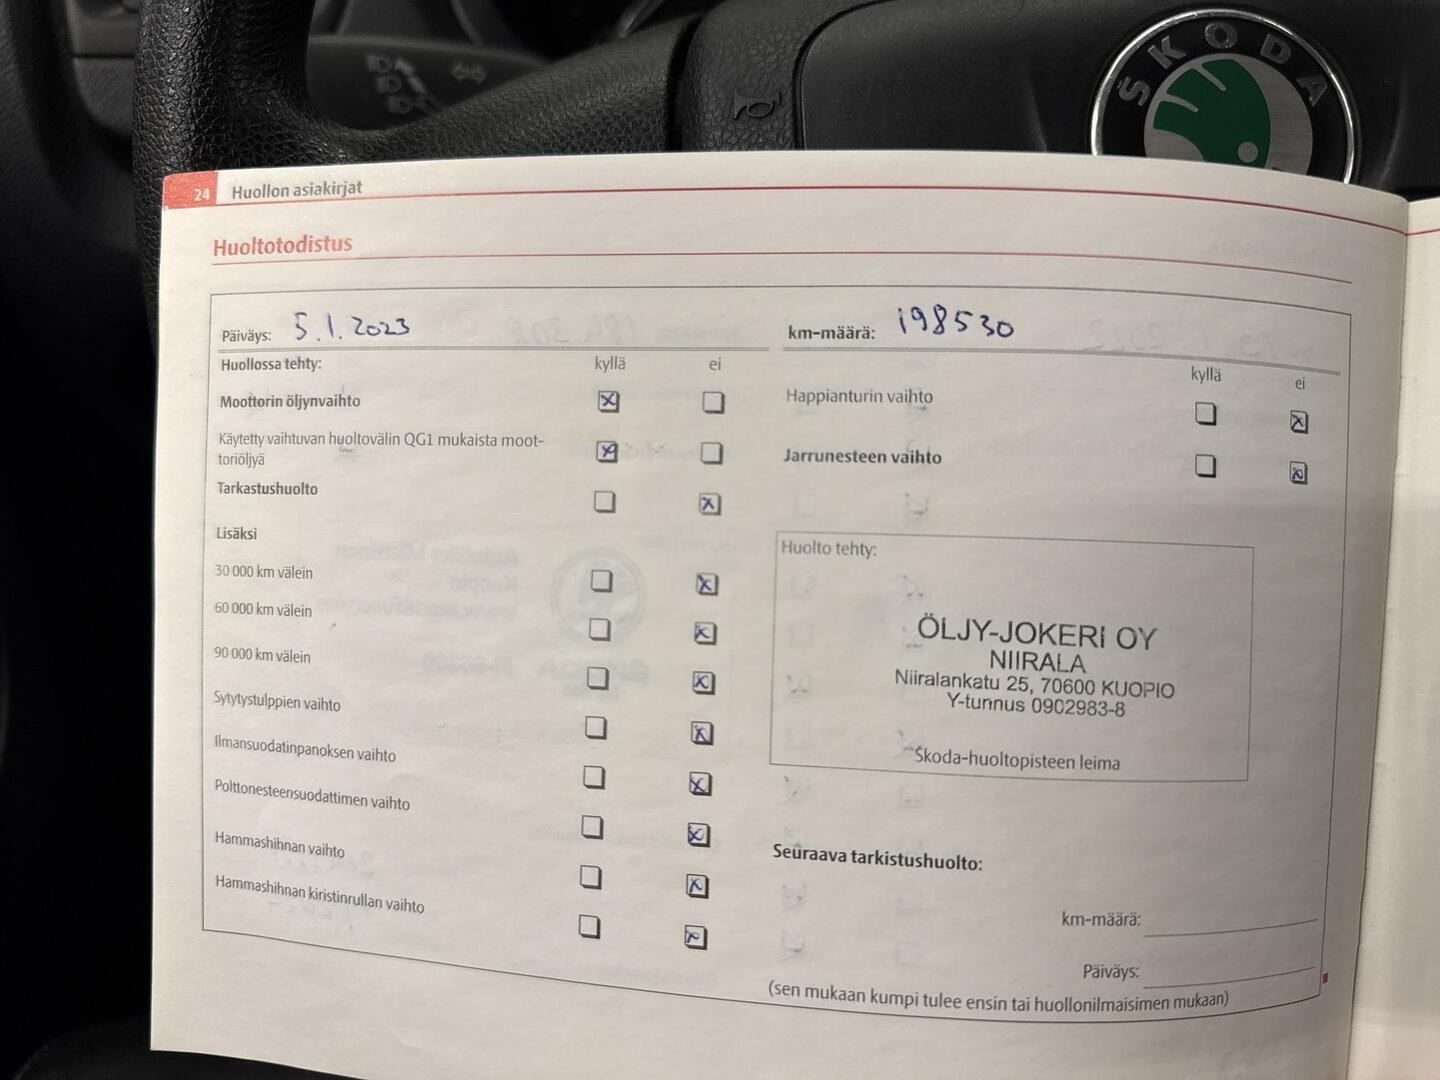 ŠKODA
24 Huollon asiakirjat
Huoltotodistus
Päiväys: 5.1.2023
km-määrä: 198530
Huollossa tehty: kyllä ei
Moottorin öljynvaihto
Käytetty vaihtuvan huoltovälin QG1 mukaista moot-
toriöljyä
Tarkastushuolto
Lisäksi
30 000 km välein
60 000 km välein
90 000 km välein
Sytytystulppien vaihto
Ilmansuodatinpanoksen vaihto
Polttonesteensuodattimen vaihto
Hammashihnan vaihto
Hammashihnan kiristinrullan vaihto
kyllä ei
Happianturin vaihto
Jarrunesteen vaihto
Huolto tehty:
ÖLJY-JOKERI OY
NIIRALA
Niiralankatu 25, 70600 KUOPIO
Y-tunnus 0902983-8
Škoda-huoltopisteen leima
Seuraava tarkistushuolto:
km-määrä:
Päiväys:
(sen mukaan kumpi tulee ensin tai huollonilmaisimen mukaan)